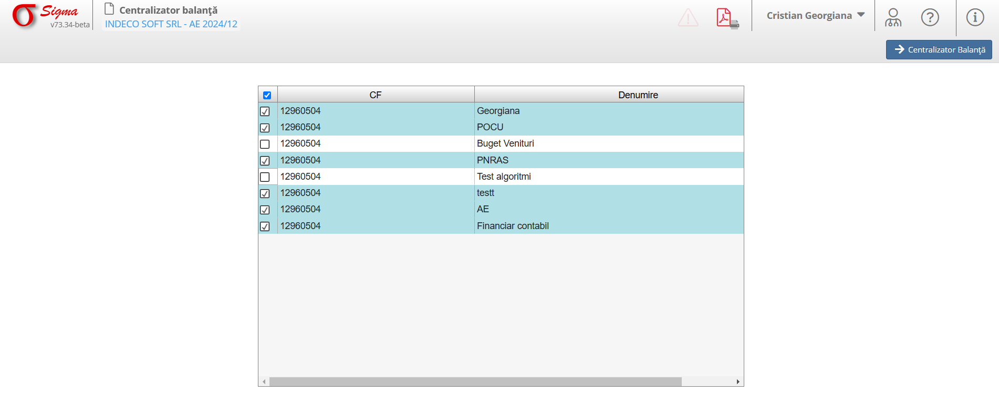 σ Sigma
v73.34-beta
Centralizator balanţă
INDECO SOFT SRL - AE 2024/12
Cristian Georgiana
Centralizator Balanţă
CF Denumire
12960504 Georgiana
12960504 POCU
12960504 Buget Venituri
12960504 PNRAS
12960504 Test algoritmi
12960504 testt
12960504 AE
12960504 Financiar contabil